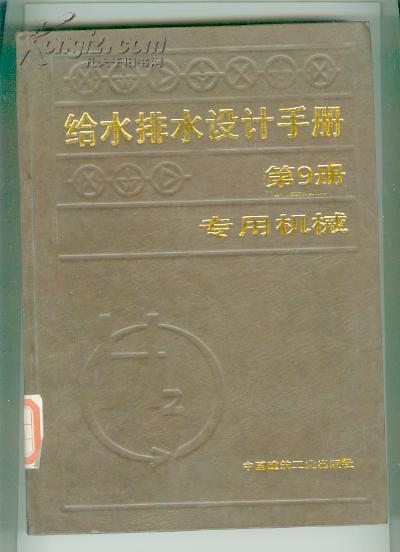 Kongfz.com
孔夫子旧书网
给水排水设计手册
第9册
专用机械
中国建筑工业出版社